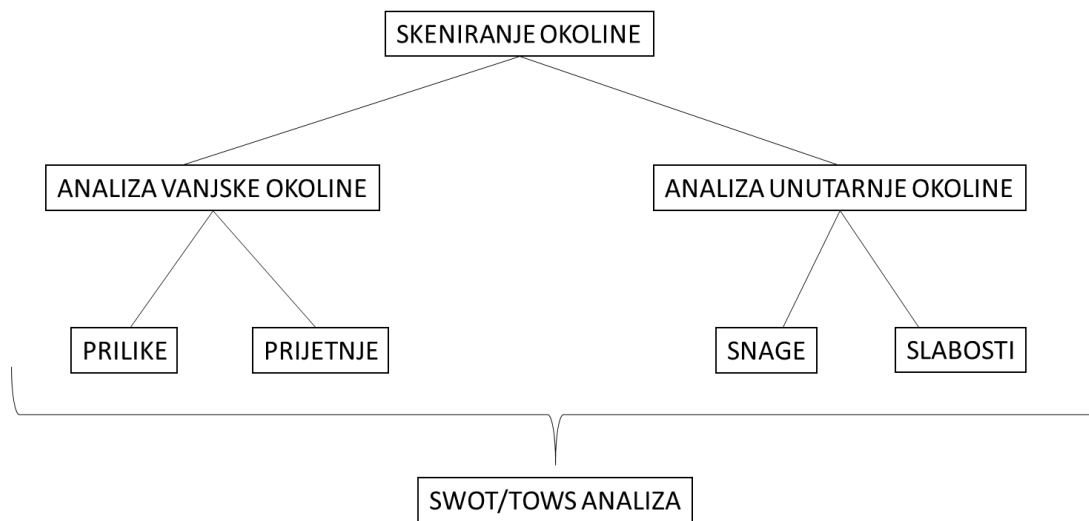 SKENIRANJE OKOLINE
ANALIZA VANJSKE OKOLINE
ANALIZA UNUTARNJE OKOLINE
PRILIKE
PRIJETNJE
SNAGE
SLABOSTI
SWOT/TOWS ANALIZA